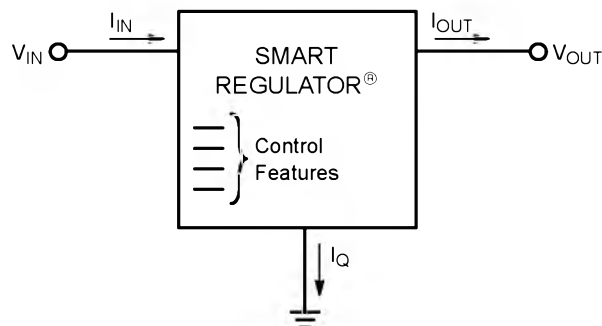 I_IN
I_OUT
V_IN
SMART
REGULATOR®
V_OUT
Control
Features
I_Q